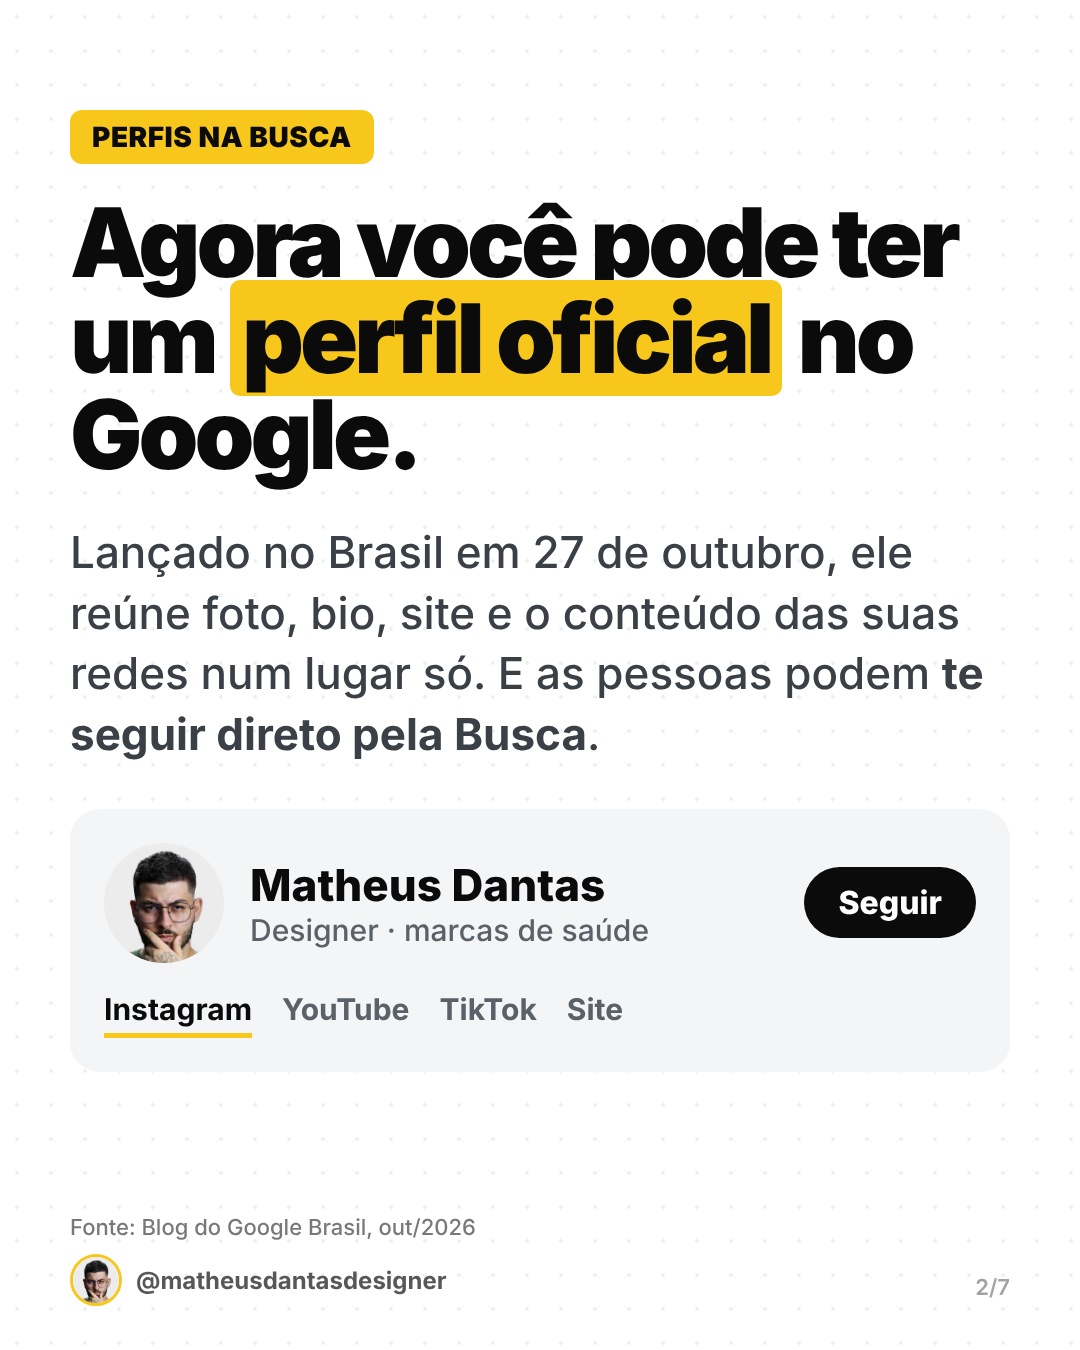 PERFIS NA BUSCA
Agora você pode ter
um perfil oficial no
Google.
Lançado no Brasil em 27 de outubro, ele
reúne foto, bio, site e o conteúdo das suas
redes num lugar só. E as pessoas podem te
seguir direto pela Busca.
Matheus Dantas
Designer · marcas de saúde
Seguir
Instagram YouTube TikTok Site
Fonte: Blog do Google Brasil, out/2026
@matheusdantasdesigner
2/7